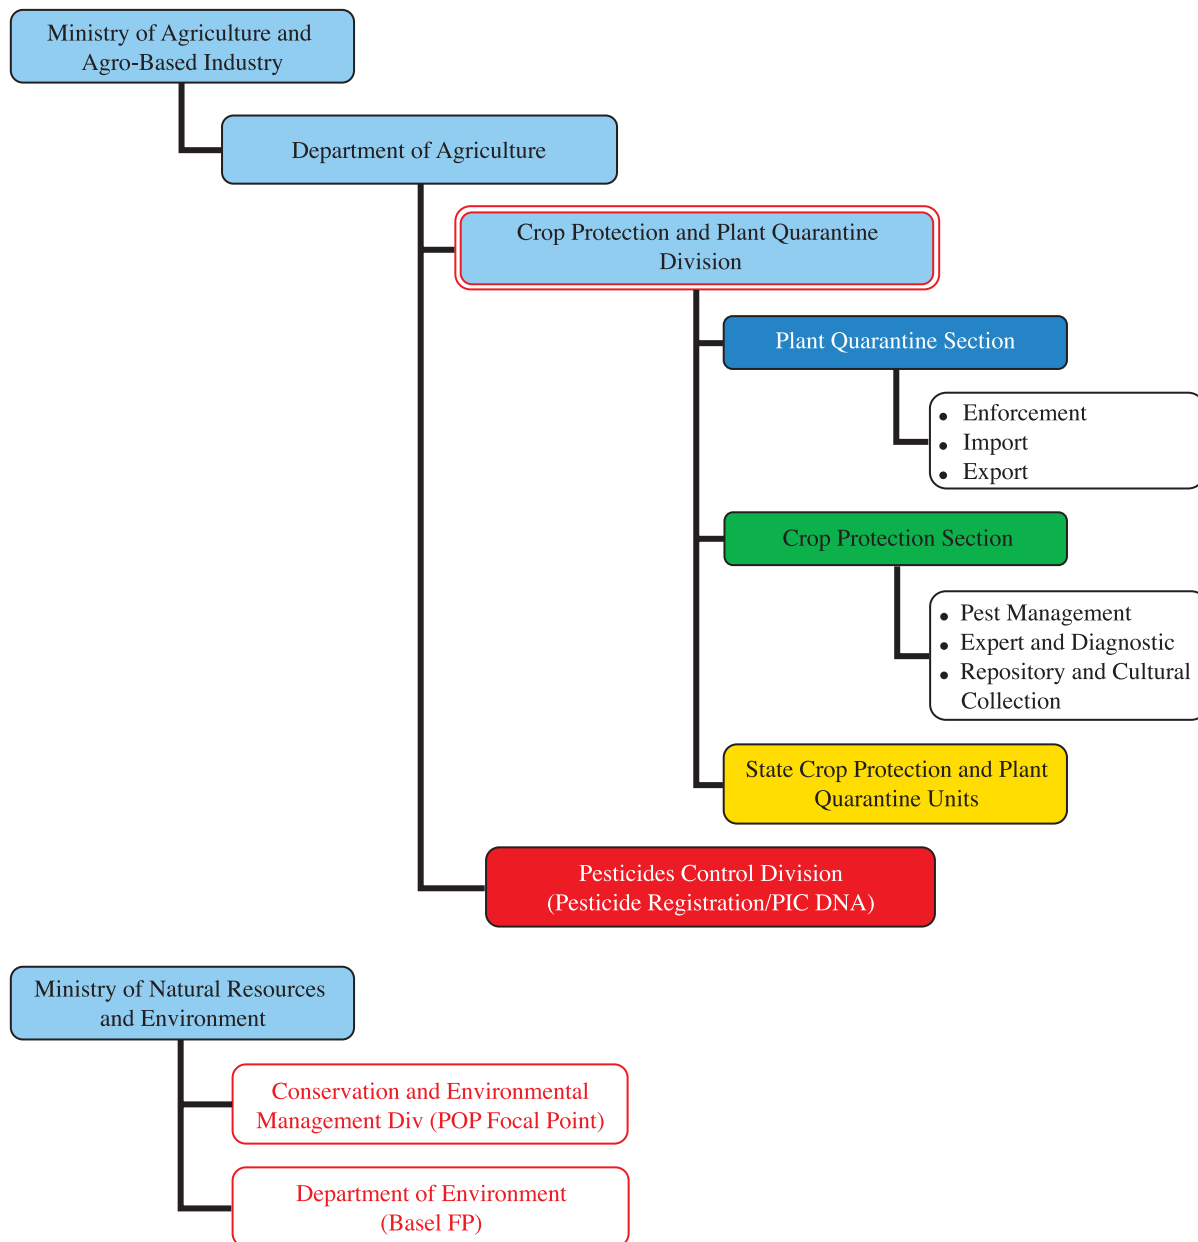 Ministry of Agriculture and
Agro-Based Industry
Department of Agriculture
Crop Protection and Plant Quarantine
Division
Plant Quarantine Section
• Enforcement
• Import
• Export
Crop Protection Section
• Pest Management
• Expert and Diagnostic
• Repository and Cultural
Collection
State Crop Protection and Plant
Quarantine Units
Pesticides Control Division
(Pesticide Registration/PIC DNA)
Ministry of Natural Resources
and Environment
Conservation and Environmental
Management Div (POP Focal Point)
Department of Environment
(Basel FP)